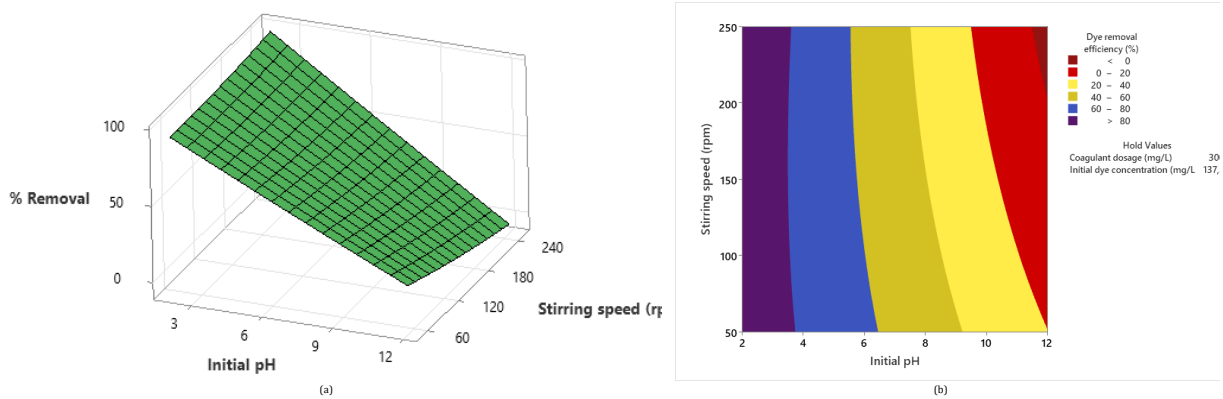 100
50
0
% Removal
3
6
9
12
Initial pH
60
120
180
240
Stirring speed
(a)
250
200
150
100
50
Stirring speed (rpm)
2
4
6
8
10
12
Initial pH
Dye removal
efficiency (%)
< 0
0 – 20
20 – 40
40 – 60
60 – 80
> 80
Hold Values
Coagulant dosage (mg/L)
Initial dye concentration (mg/L 137,
(b)